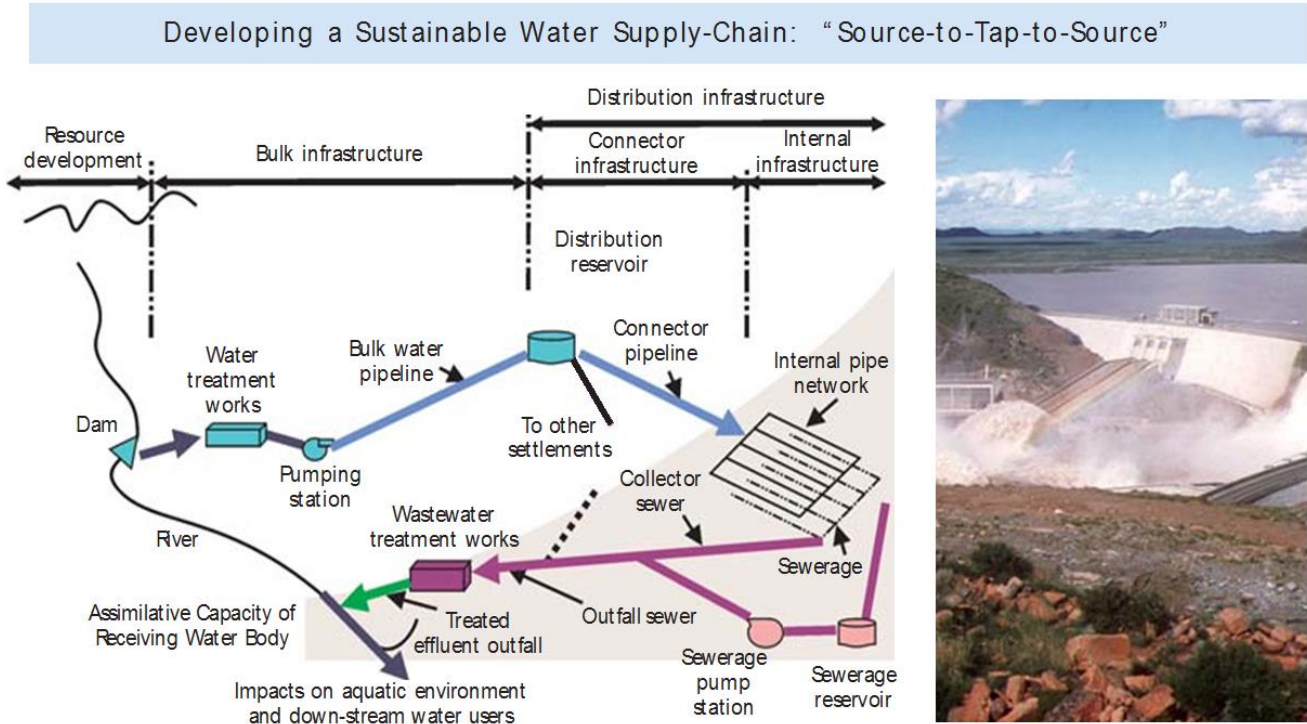 Developing a Sustainable Water Supply-Chain: “Source-to-Tap-to-Source”
Distribution infrastructure
Resource
development
Bulk infrastructure
Connector
infrastructure
Internal
infrastructure
Distribution
reservoir
Water
treatment
works
Bulk water
pipeline
Connector
pipeline
Internal pipe
network
Dam
Pumping
station
To other
settlements
Collector
sewer
River
Wastewater
treatment works
Sewerage
Assimilative Capacity of
Receiving Water Body
Treated
effluent outfall
Outfall sewer
Sewerage
pump
station
Sewerage
reservoir
Impacts on aquatic environment
and down-stream water users